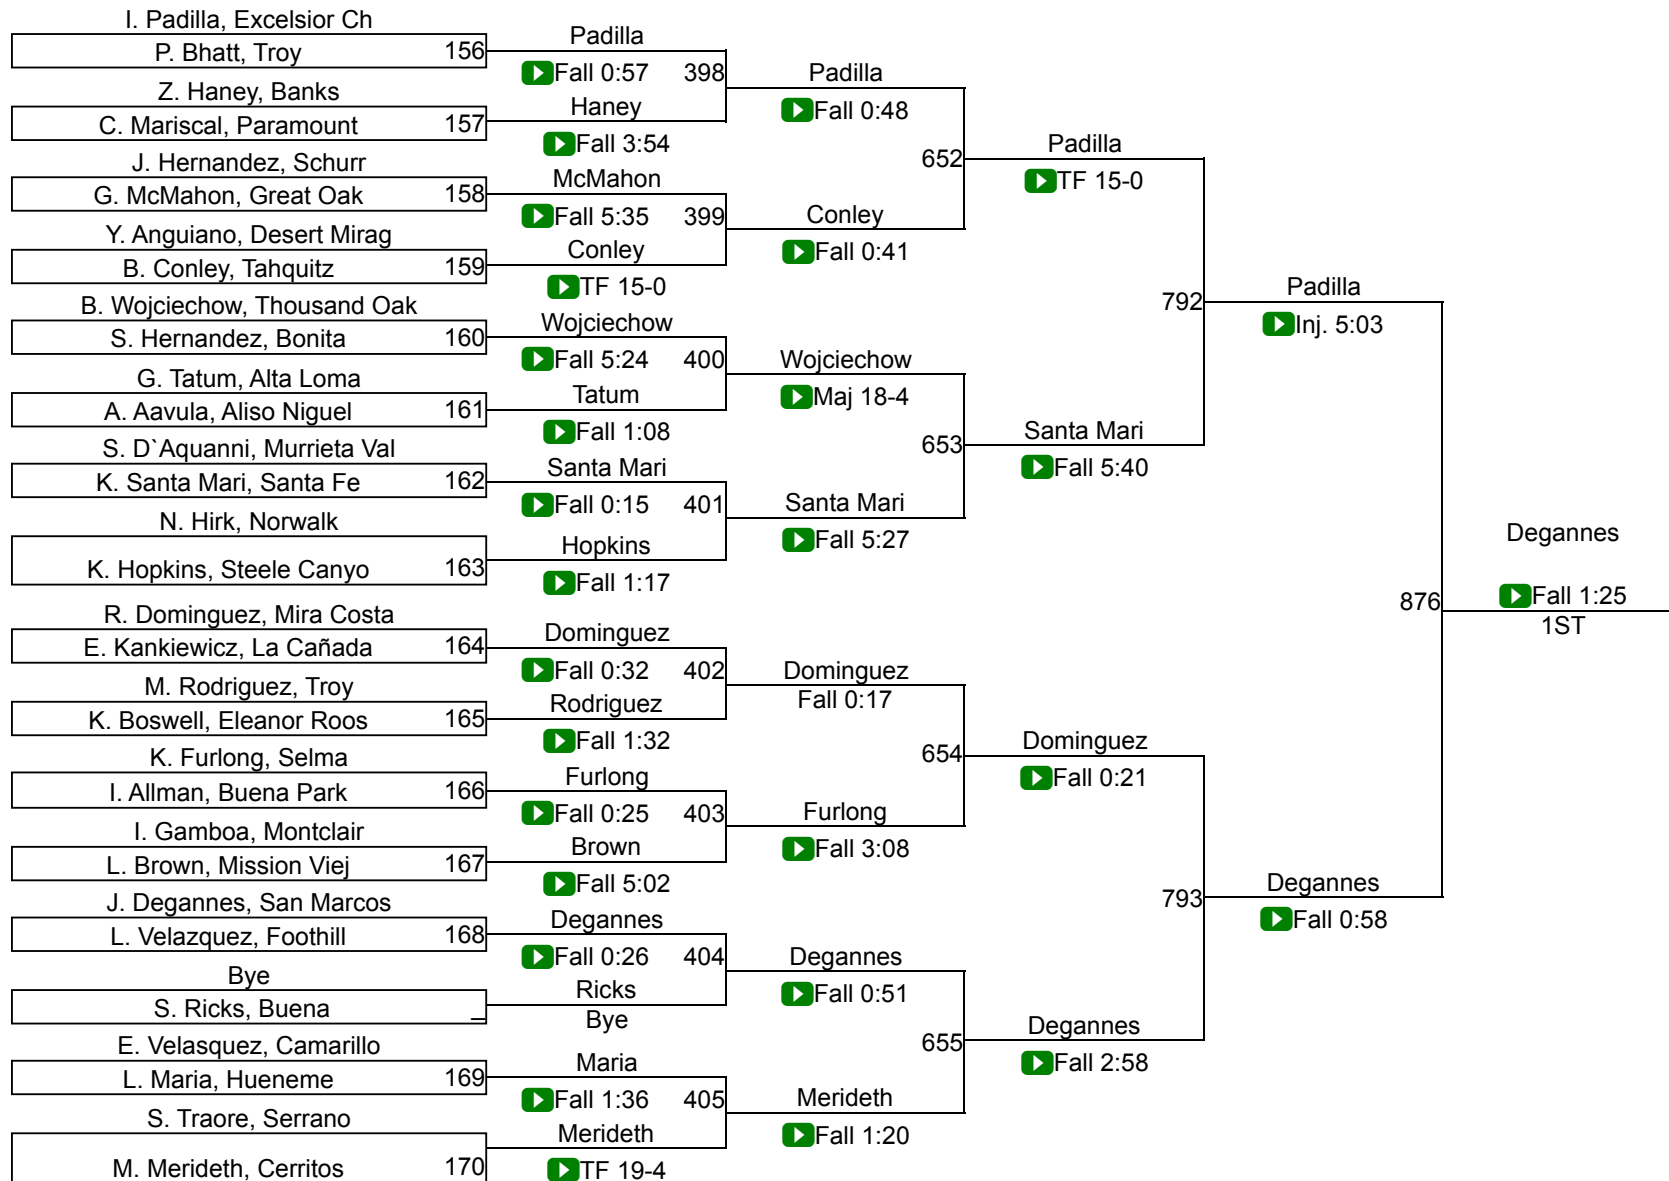 I. Padilla, Excelsior Ch
P. Bhatt, Troy 156
Z. Haney, Banks
C. Mariscal, Paramount 157
J. Hernandez, Schurr
G. McMahon, Great Oak 158
Y. Anguiano, Desert Mirag
B. Conley, Tahquitz 159
B. Wojciechow, Thousand Oak
S. Hernandez, Bonita 160
G. Tatum, Alta Loma
A. Aavula, Aliso Niguel 161
S. D`Aquanni, Murrieta Val
K. Santa Mari, Santa Fe 162
N. Hirk, Norwalk
K. Hopkins, Steele Canyo 163
R. Dominguez, Mira Costa
E. Kankiewicz, La Cañada 164
M. Rodriguez, Troy
K. Boswell, Eleanor Roos 165
K. Furlong, Selma
I. Allman, Buena Park 166
I. Gamboa, Montclair
L. Brown, Mission Viej 167
J. Degannes, San Marcos
L. Velazquez, Foothill 168
Bye
S. Ricks, Buena _
E. Velasquez, Camarillo
L. Maria, Hueneme 169
S. Traore, Serrano
M. Merideth, Cerritos 170
Padilla
Fall 0:57 398
Haney
Fall 3:54
McMahon
Fall 5:35 399
Conley
TF 15-0
Wojciechow
Fall 5:24 400
Tatum
Fall 1:08
Santa Mari
Fall 0:15 401
Hopkins
Fall 1:17
Dominguez
Fall 0:32 402
Rodriguez
Fall 1:32
Furlong
Fall 0:25 403
Brown
Fall 5:02
Degannes
Fall 0:26 404
Ricks
Bye
Maria
Fall 1:36 405
Merideth
TF 19-4
Padilla
Fall 0:48
652
Conley
Fall 0:41
Wojciechow
Maj 18-4
653
Santa Mari
Fall 5:27
Dominguez
Fall 0:17
654
Furlong
Fall 3:08
Degannes
Fall 0:51
655
Merideth
Fall 1:20
Padilla
TF 15-0
792
Santa Mari
Fall 5:40
Dominguez
Fall 0:21
793
Degannes
Fall 2:58
Padilla
Inj. 5:03
876
Degannes
Fall 0:58
Degannes
Fall 1:25
1ST